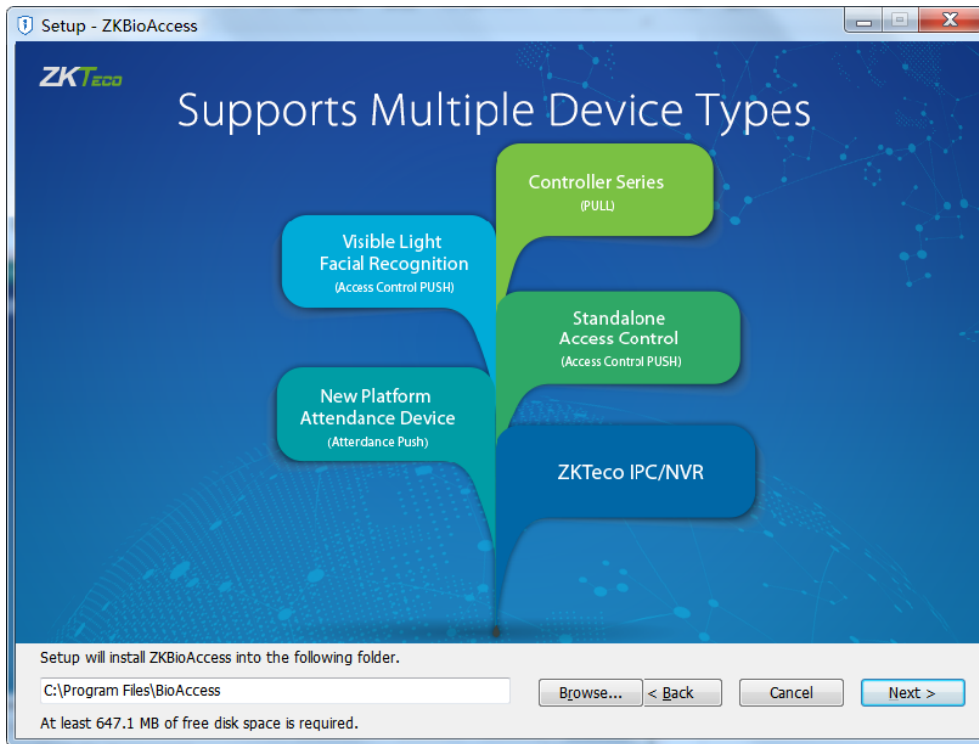 Setup - ZKBioAccess
ZKTeco
Supports Multiple Device Types
Controller Series
(PULL)
Visible Light
Facial Recognition
(Access Control PUSH)
Standalone
Access Control
(Access Control PUSH)
New Platform
Attendance Device
(Attendance Push)
ZKTeco IPC/NVR
Setup will install ZKBioAccess into the following folder.
C:\Program Files\BioAccess
Browse... < Back Cancel Next >
At least 647.1 MB of free disk space is required.